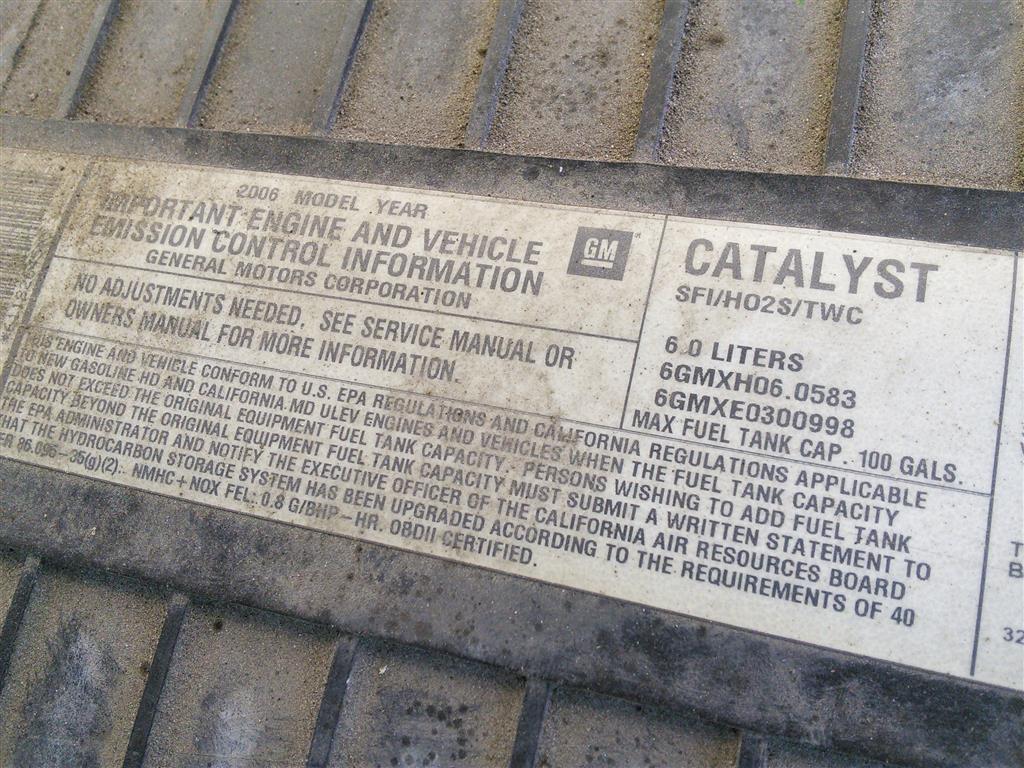 2006 MODEL YEAR
IMPORTANT ENGINE AND VEHICLE
EMISSION CONTROL INFORMATION
GENERAL MOTORS CORPORATION
GM
NO ADJUSTMENTS NEEDED, SEE SERVICE MANUAL OR
OWNERS MANUAL FOR MORE INFORMATION.
CATALYST
SFI/HO2S/TWC
6.0 LITERS
6GMXH06.0583
6GMXE0300998
MAX FUEL TANK CAP. 100 GALS.
THIS ENGINE AND VEHICLE CONFORM TO U.S. EPA REGULATIONS AND CALIFORNIA REGULATIONS APPLICABLE
TO NEW GASOLINE HD AND CALIFORNIA MD ULEV ENGINES AND VEHICLES WHEN THE FUEL TANK CAPACITY
DOES NOT EXCEED THE ORIGINAL EQUIPMENT FUEL TANK CAPACITY. PERSONS WISHING TO ADD FUEL TANK
CAPACITY BEYOND THE ORIGINAL EQUIPMENT FUEL TANK CAPACITY MUST SUBMIT A WRITTEN STATEMENT TO
THE EPA ADMINISTRATOR AND NOTIFY THE EXECUTIVE OFFICER OF THE CALIFORNIA AIR RESOURCES BOARD
THAT THE HYDROCARBON STORAGE SYSTEM HAS BEEN UPGRADED ACCORDING TO THE REQUIREMENTS OF 40
ER 86.096-35(g)(2). NMHC+NOX FEL: 0.8 G/BHP-HR. OBDII CERTIFIED.
T
B
32